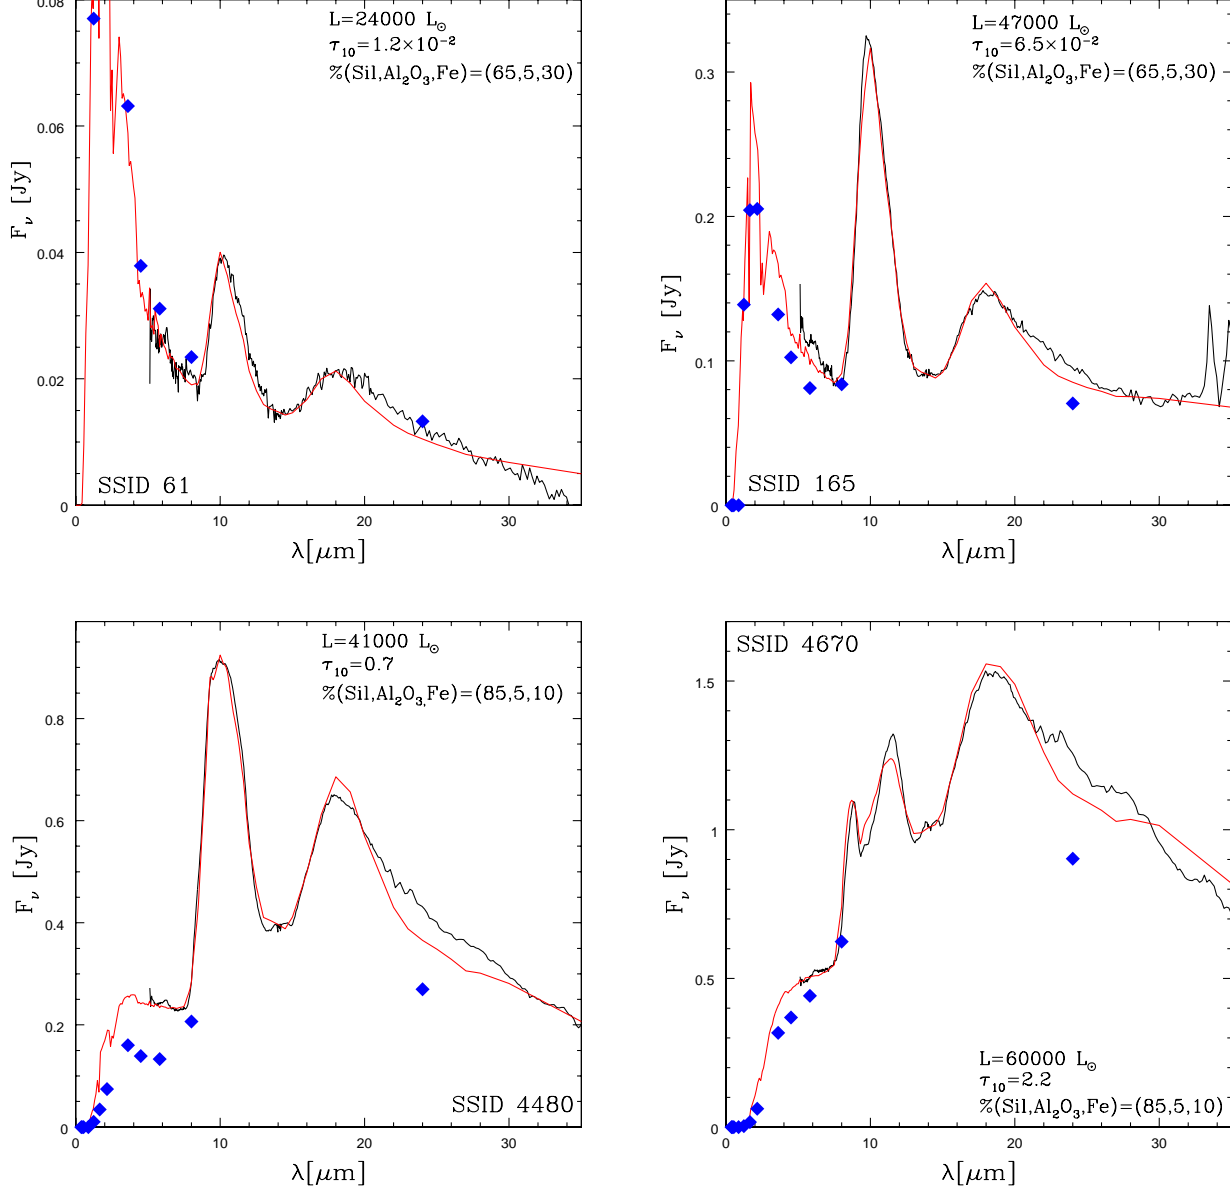 L=24000 L☉
τ₁₀=1.2×10⁻²
%(Sil,Al₂O₃,Fe)=(65,5,30)
0.08
0.06
0.04
0.02
0
Fν [Jy]
SSID 61
0 10 20 30
λ[μm]
L=47000 L☉
τ₁₀=6.5×10⁻²
%(Sil,Al₂O₃,Fe)=(65,5,30)
0.3
0.2
0.1
0
Fν [Jy]
SSID 165
0 10 20 30
λ[μm]
L=41000 L☉
τ₁₀=0.7
%(Sil,Al₂O₃,Fe)=(85,5,10)
0.8
0.6
0.4
0.2
0
Fν [Jy]
SSID 4480
0 10 20 30
λ[μm]
SSID 4670
1.5
1
0.5
0
Fν [Jy]
L=60000 L☉
τ₁₀=2.2
%(Sil,Al₂O₃,Fe)=(85,5,10)
0 10 20 30
λ[μm]